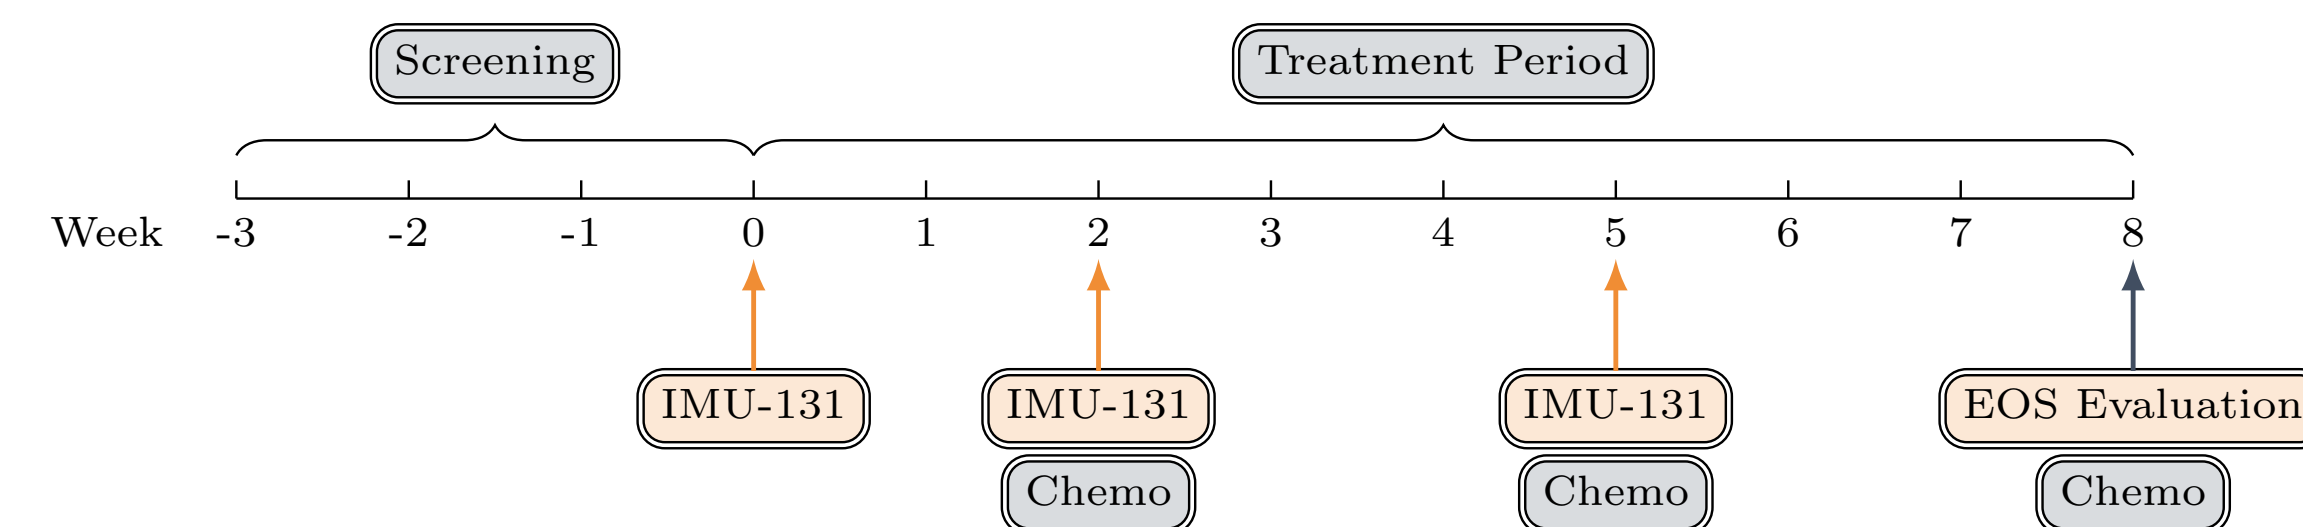 Screening Treatment Period
Week -3 -2 -1 0 1 2 3 4 5 6 7 8
IMU-131 IMU-131 IMU-131 EOS Evaluation
Chemo Chemo Chemo